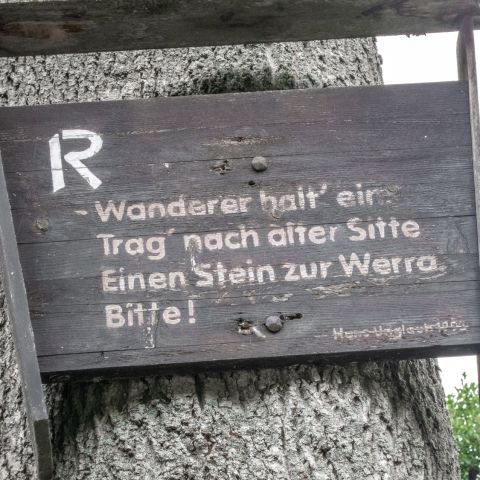 R
- Wanderer halt' ein
Trag' nach alter Sitte
Einen Stein zur Werra
Bitte!